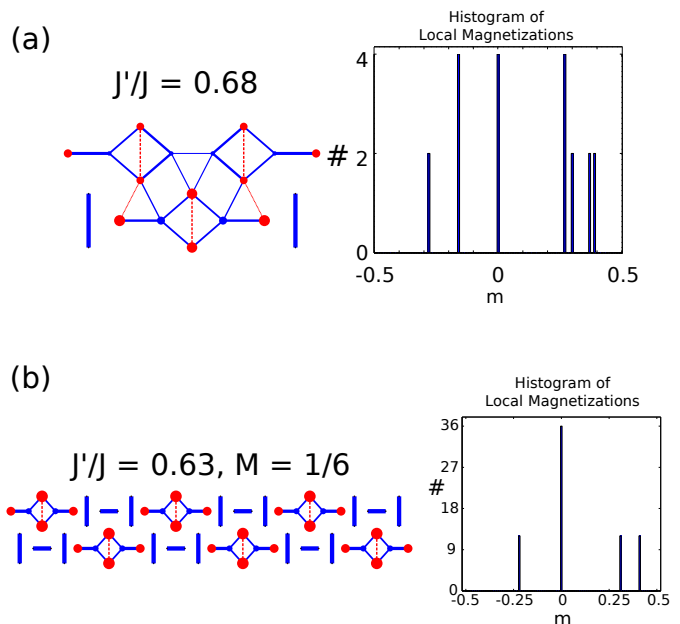 (a)
J'/J = 0.68
Histogram of
Local Magnetizations
4
#
2
0
-0.5 0 0.5
m
(b)
J'/J = 0.63, M = 1/6
Histogram of
Local Magnetizations
36
27
#
18
9
0
-0.5 -0.25 0 0.25 0.5
m